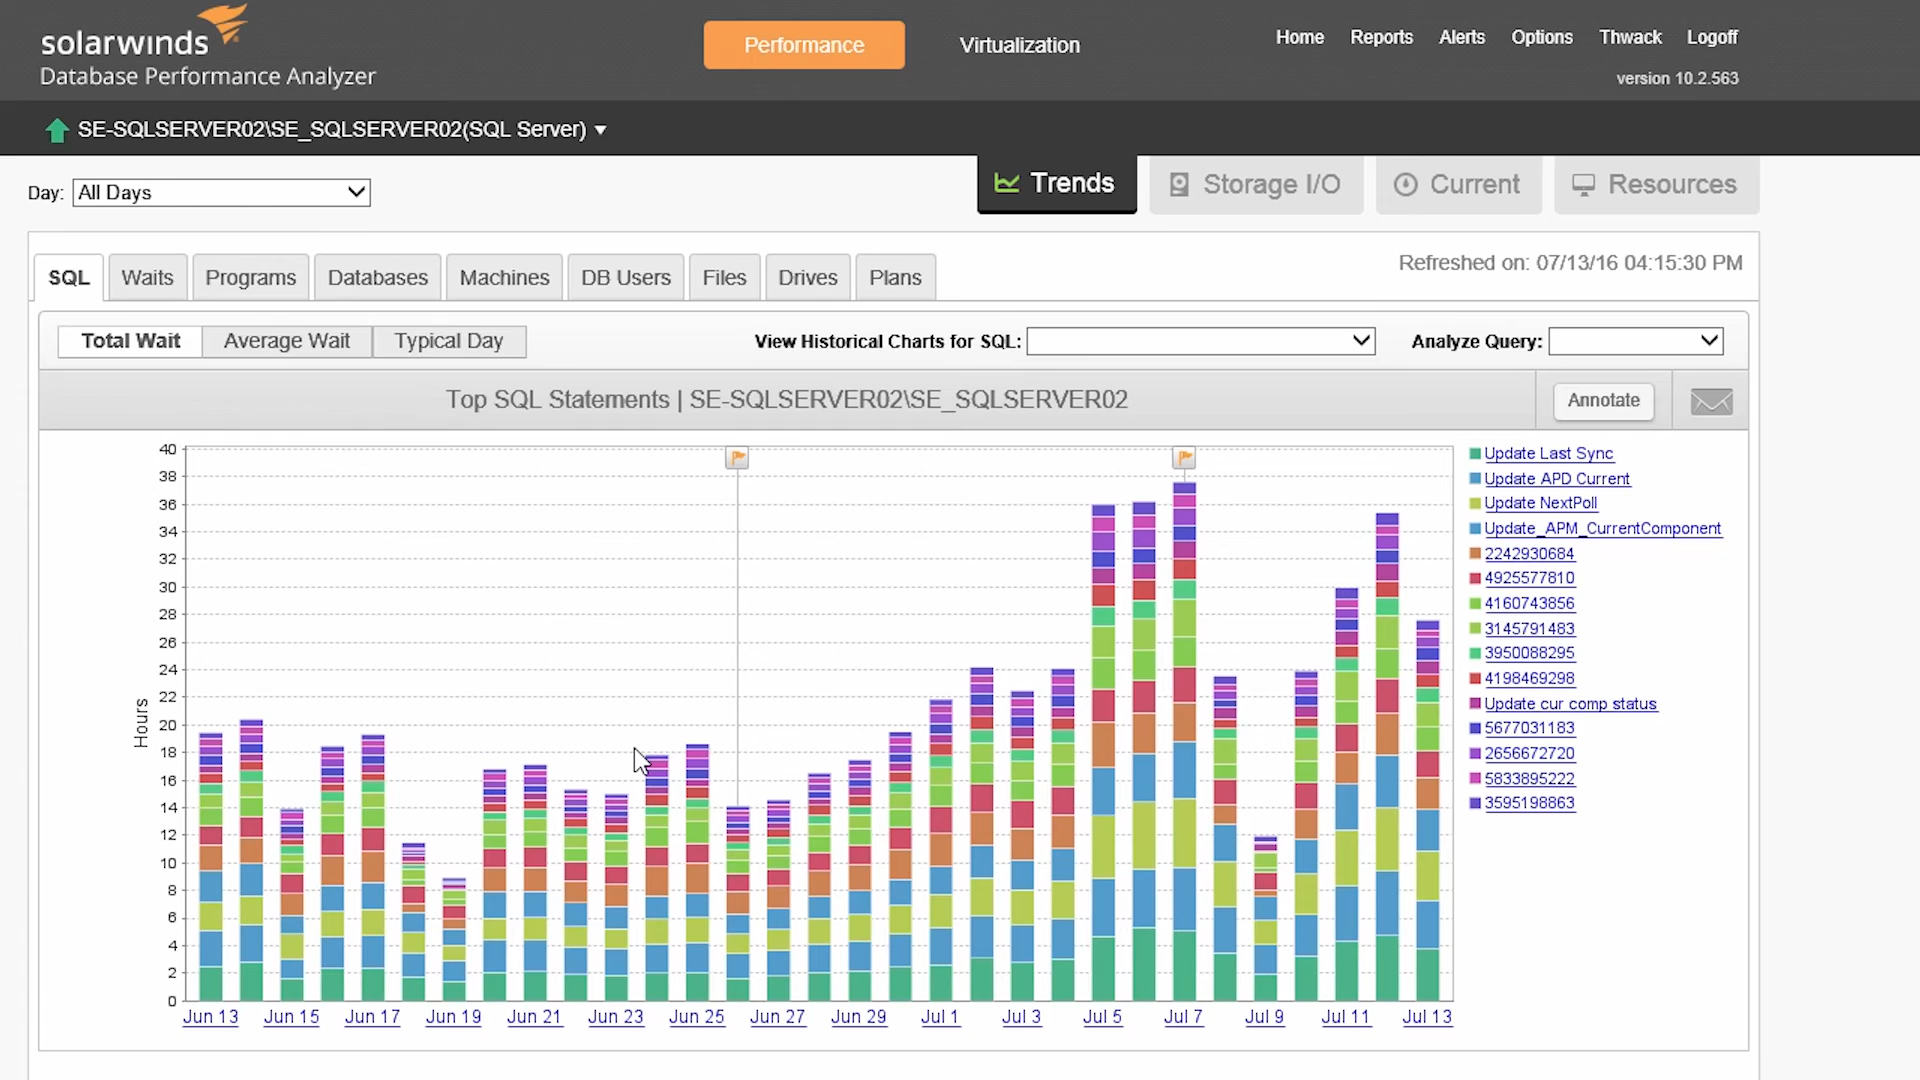 solarwinds
Database Performance Analyzer
Performance
Virtualization
Home Reports Alerts Options Thwack Logoff
version 10.2.563
SE-SQLSERVER02\SE_SQLSERVER02(SQL Server)
Day: All Days
Trends
Storage I/O
Current
Resources
SQL
Waits
Programs
Databases
Machines
DB Users
Files
Drives
Plans
Refreshed on: 07/13/16 04:15:30 PM
Total Wait
Average Wait
Typical Day
View Historical Charts for SQL:
Analyze Query:
Top SQL Statements | SE-SQLSERVER02\SE_SQLSERVER02
Annotate
40
38
36
34
32
30
28
26
24
22
20
18
16
14
12
10
8
6
4
2
0
Hours
Jun 13
Jun 15
Jun 17
Jun 19
Jun 21
Jun 23
Jun 25
Jun 27
Jun 29
Jul 1
Jul 3
Jul 5
Jul 7
Jul 9
Jul 11
Jul 13
Update Last Sync
Update APD Current
Update NextPoll
Update_APM_CurrentComponent
2242930684
4925577810
4160743856
3145791483
3950088295
4198469298
Update cur comp status
5677031183
2656672720
5833895222
3595198863